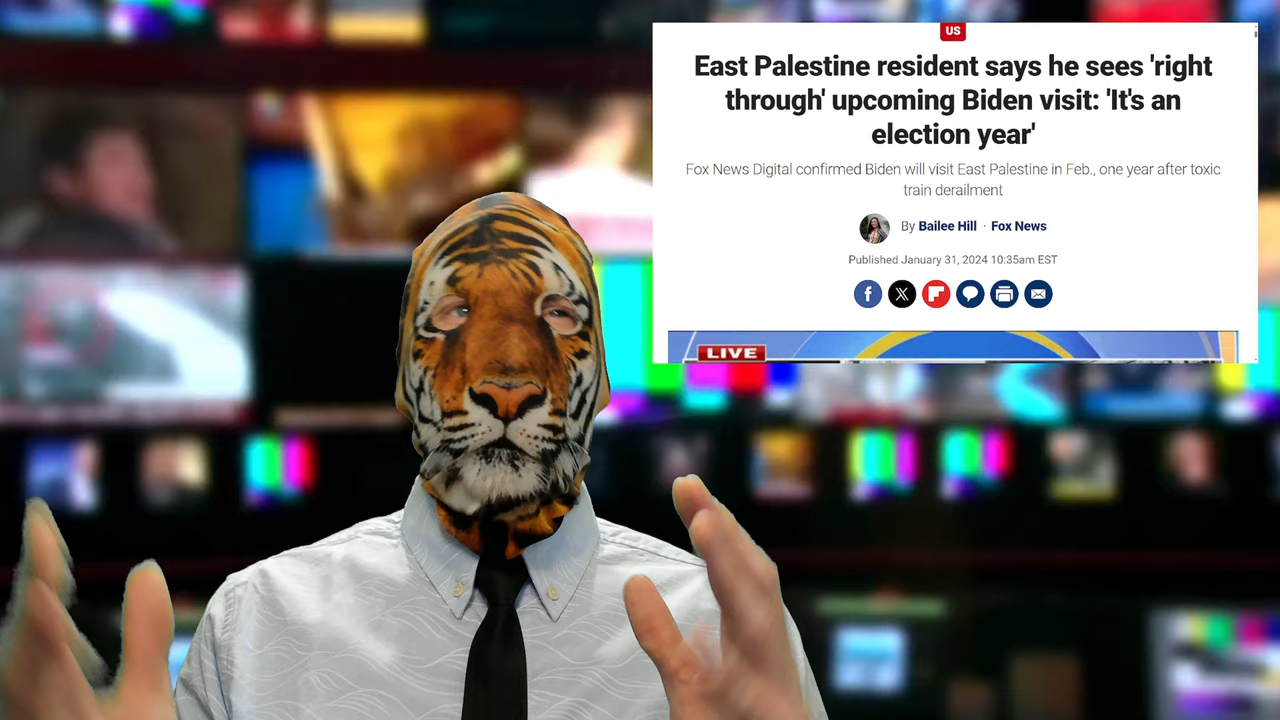 US
East Palestine resident says he sees 'right
through' upcoming Biden visit: 'It's an
election year'
Fox News Digital confirmed Biden will visit East Palestine in Feb., one year after toxic
train derailment
By Bailee Hill · Fox News
Published January 31, 2024 10:35am EST
LIVE